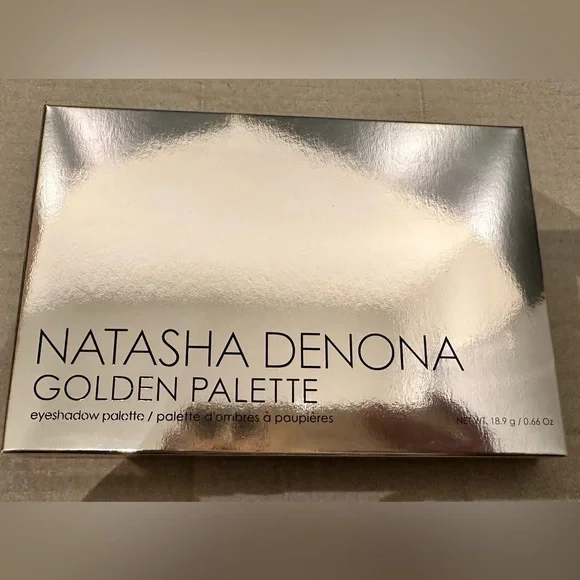 NATASHA DENONA
GOLDEN PALETTE
eyeshadow palette / palette d'ombres à paupières
NET WT. 18.9 g / 0.66 Oz